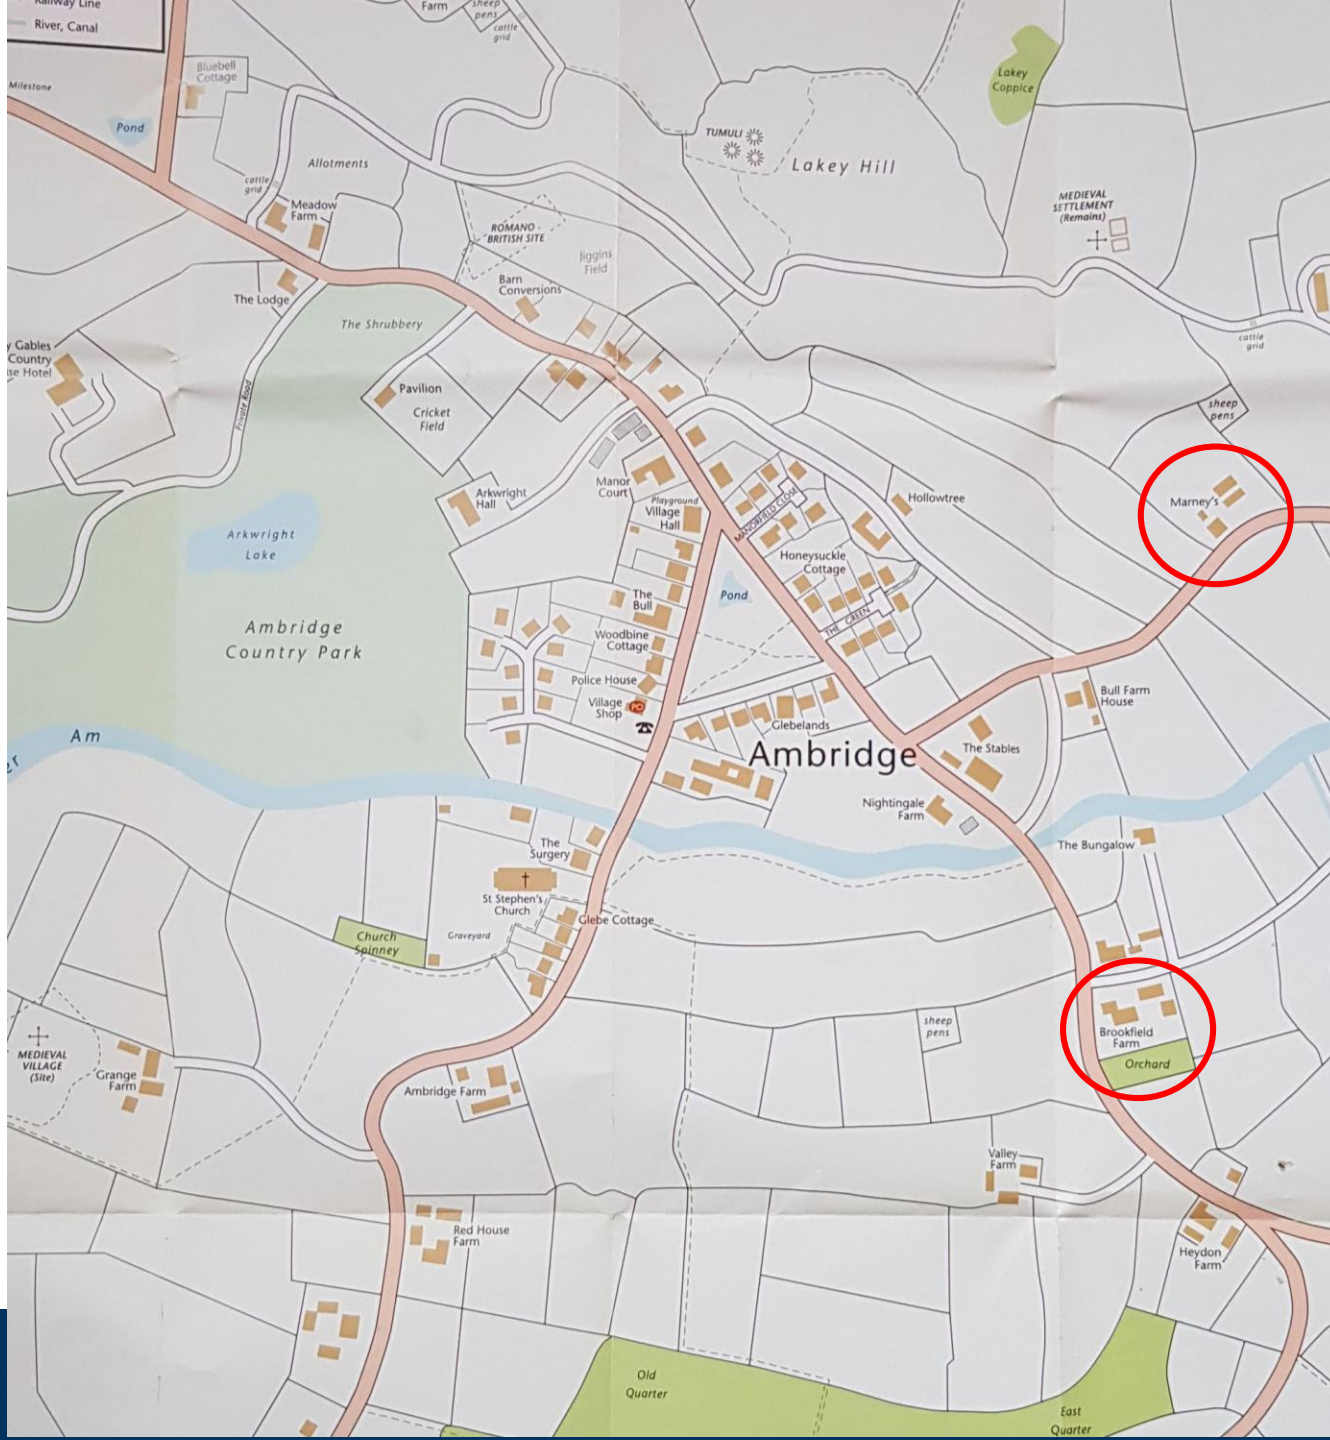 Railway Line
River, Canal
Farm
sheep
pens
cattle
grid
Milestone
Bluebell
Cottage
Pond
Allotments
cattle
grid
Meadow
Farm
TUMULI
Lakey Hill
Lakey
Coppice
MEDIEVAL
SETTLEMENT
(Remains)
ROMANO -
BRITISH SITE
Jiggins
Field
Barn
Conversions
The Lodge
The Shrubbery
y Gables
Country
se Hotel
Private Road
Pavilion
Cricket
Field
cattle
grid
sheep
pens
Marney's
Arkwright
Hall
Manor
Court
Playground
Village
Hall
MANORFIELD CLOSE
Hollowtree
Arkwright
Lake
Honeysuckle
Cottage
Pond
The
Bull
THE GREEN
Ambridge
Country Park
Woodbine
Cottage
Police House
Village
Shop
PO
Glebelands
Bull Farm
House
Ambridge
The Stables
er
Am
Nightingale
Farm
The Bungalow
The
Surgery
St Stephen's
Church
Glebe Cottage
Church
Spinney
Graveyard
sheep
pens
Brookfield
Farm
Orchard
MEDIEVAL
VILLAGE
(Site)
Grange
Farm
Ambridge Farm
Valley
Farm
Red House
Farm
Heydon
Farm
Old
Quarter
East
Quarter